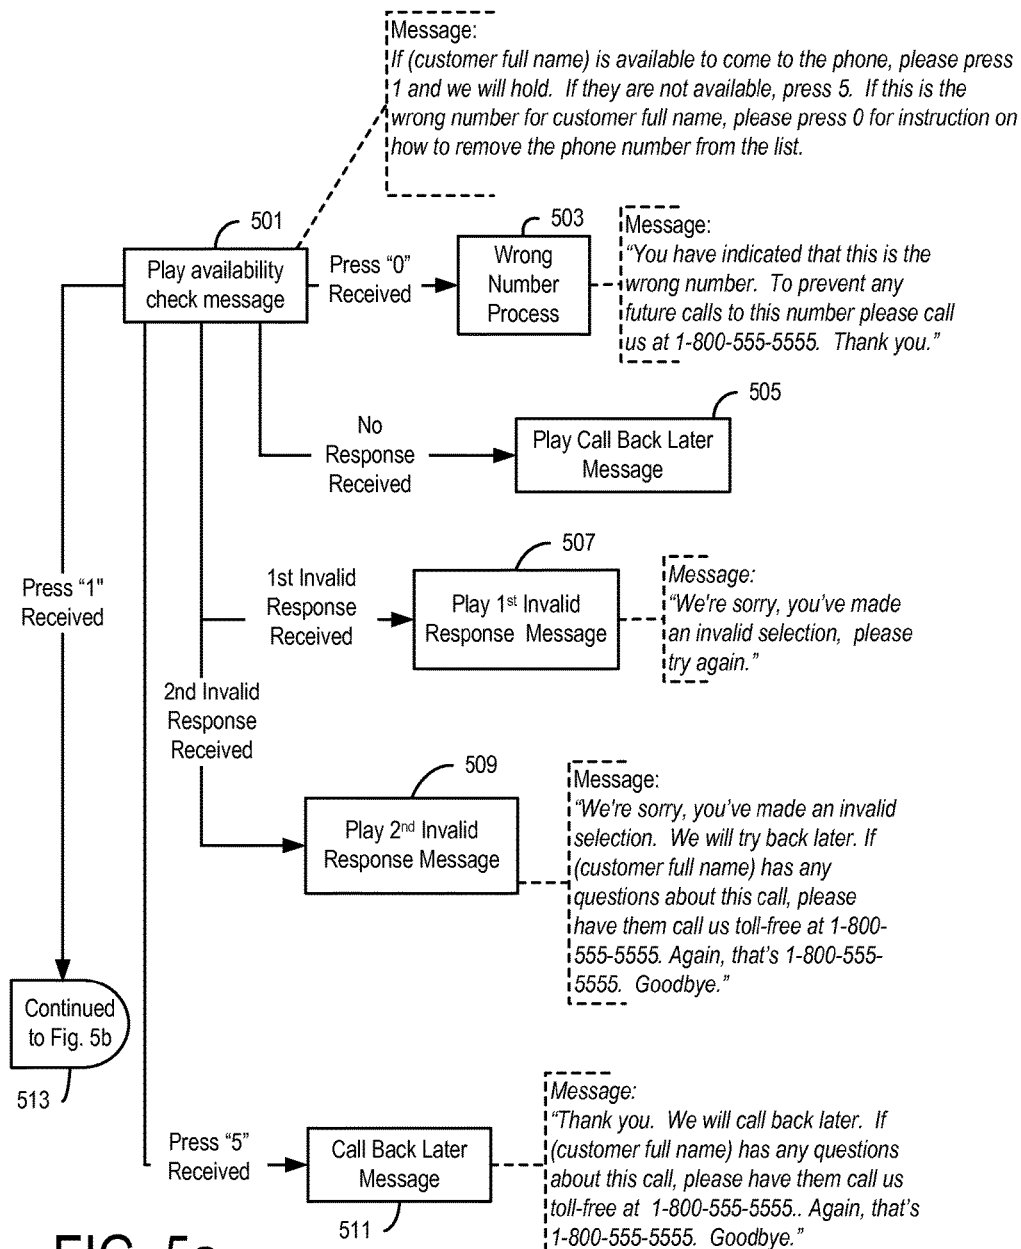 Message:
If (customer full name) is available to come to the phone, please press
1 and we will hold. If they are not available, press 5. If this is the
wrong number for customer full name, please press 0 for instruction on
how to remove the phone number from the list.
501
Play availability
check message
Press “0”
Received
503
Wrong
Number
Process
Message:
“You have indicated that this is the
wrong number. To prevent any
future calls to this number please call
us at 1-800-555-5555. Thank you.”
No
Response
Received
505
Play Call Back Later
Message
Press “1"
Received
1st Invalid
Response
Received
507
Play 1st Invalid
Response Message
Message:
“We're sorry, you’ve made
an invalid selection, please
try again.”
2nd Invalid
Response
Received
509
Play 2nd Invalid
Response Message
Message:
“We're sorry, you’ve made an invalid
selection. We will try back later. If
(customer full name) has any
questions about this call, please
have them call us toll-free at 1-800-
555-5555. Again, that’s 1-800-555-
5555. Goodbye.”
Continued
to Fig. 5b
513
Press “5”
Received
Call Back Later
Message
511
Message:
“Thank you. We will call back later. If
(customer full name) has any questions
about this call, please have them call us
toll-free at 1-800-555-5555.. Again, that’s
1-800-555-5555. Goodbye.”
FIG. 5a